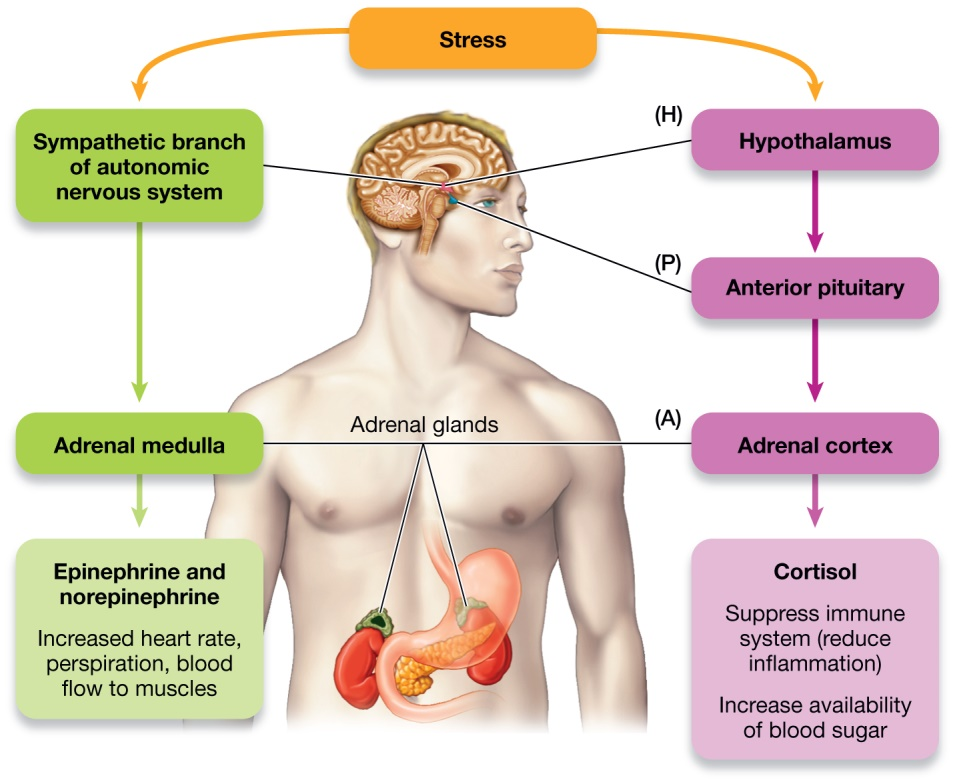 Stress
Sympathetic branch
of autonomic
nervous system
(H)
Hypothalamus
(P)
Anterior pituitary
Adrenal medulla
Adrenal glands
(A)
Adrenal cortex
Epinephrine and
norepinephrine
Increased heart rate,
perspiration, blood
flow to muscles
Cortisol
Suppress immune
system (reduce
inflammation)
Increase availability
of blood sugar